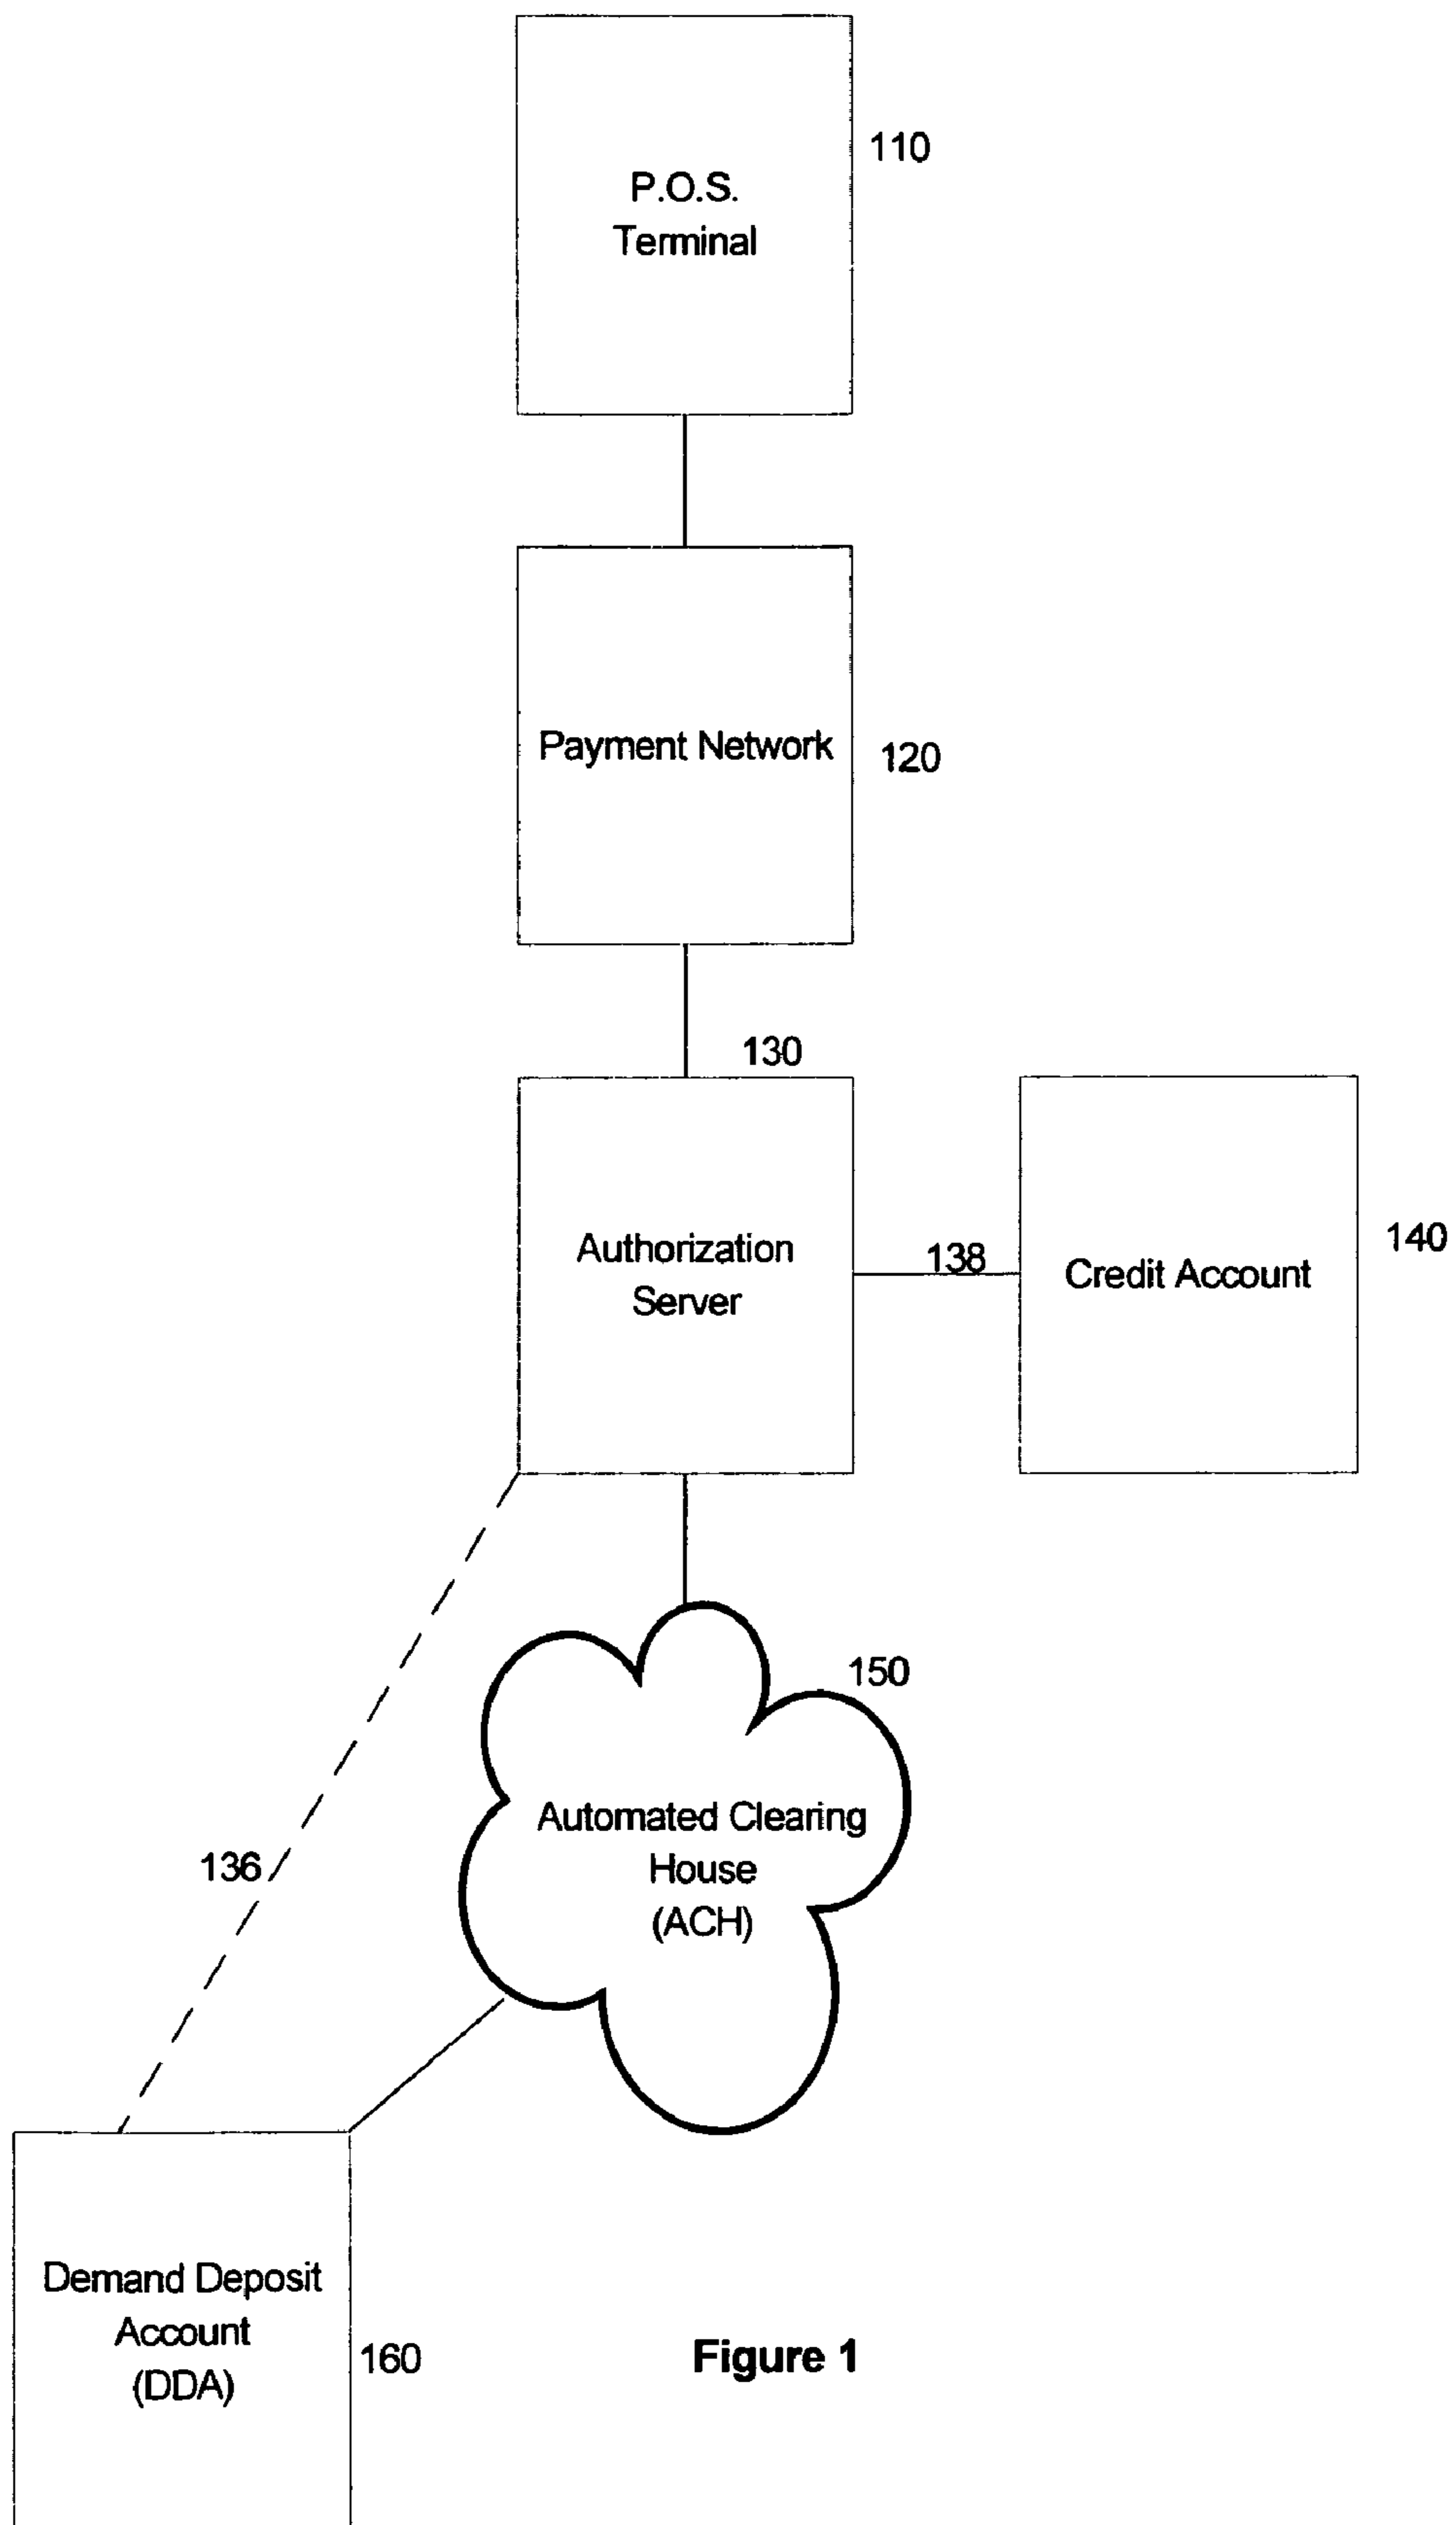 110
P.O.S.
Terminal
Payment Network
120
130
Authorization
Server
138
Credit Account
140
150
Automated Clearing
House
(ACH)
136
Demand Deposit
Account
(DDA)
160
Figure 1